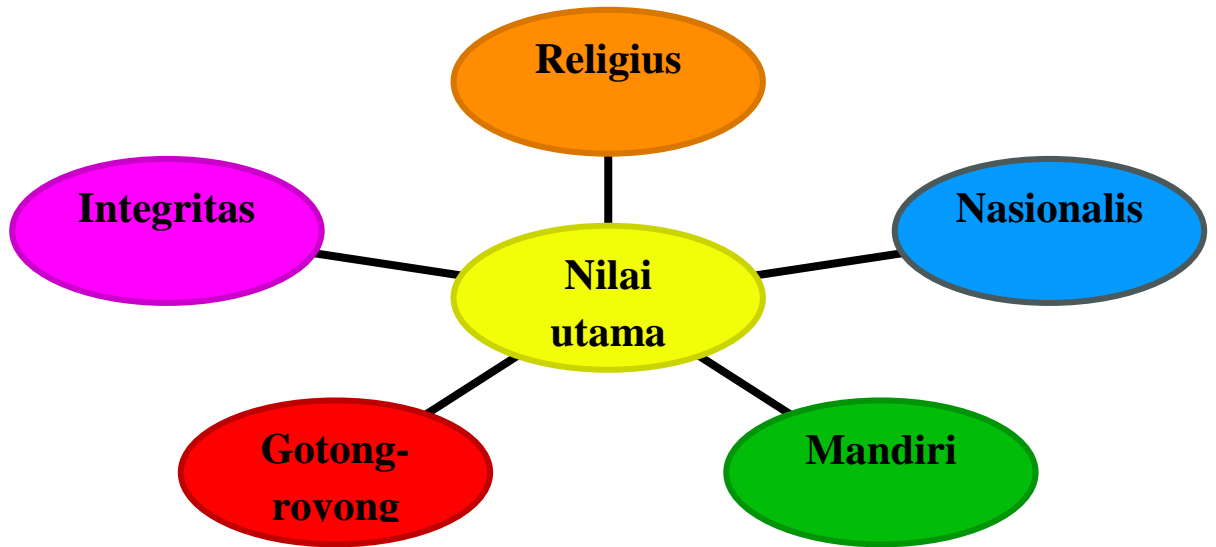 Religius
Integritas
Nasionalis
Nilai
utama
Gotong-
royong
Mandiri